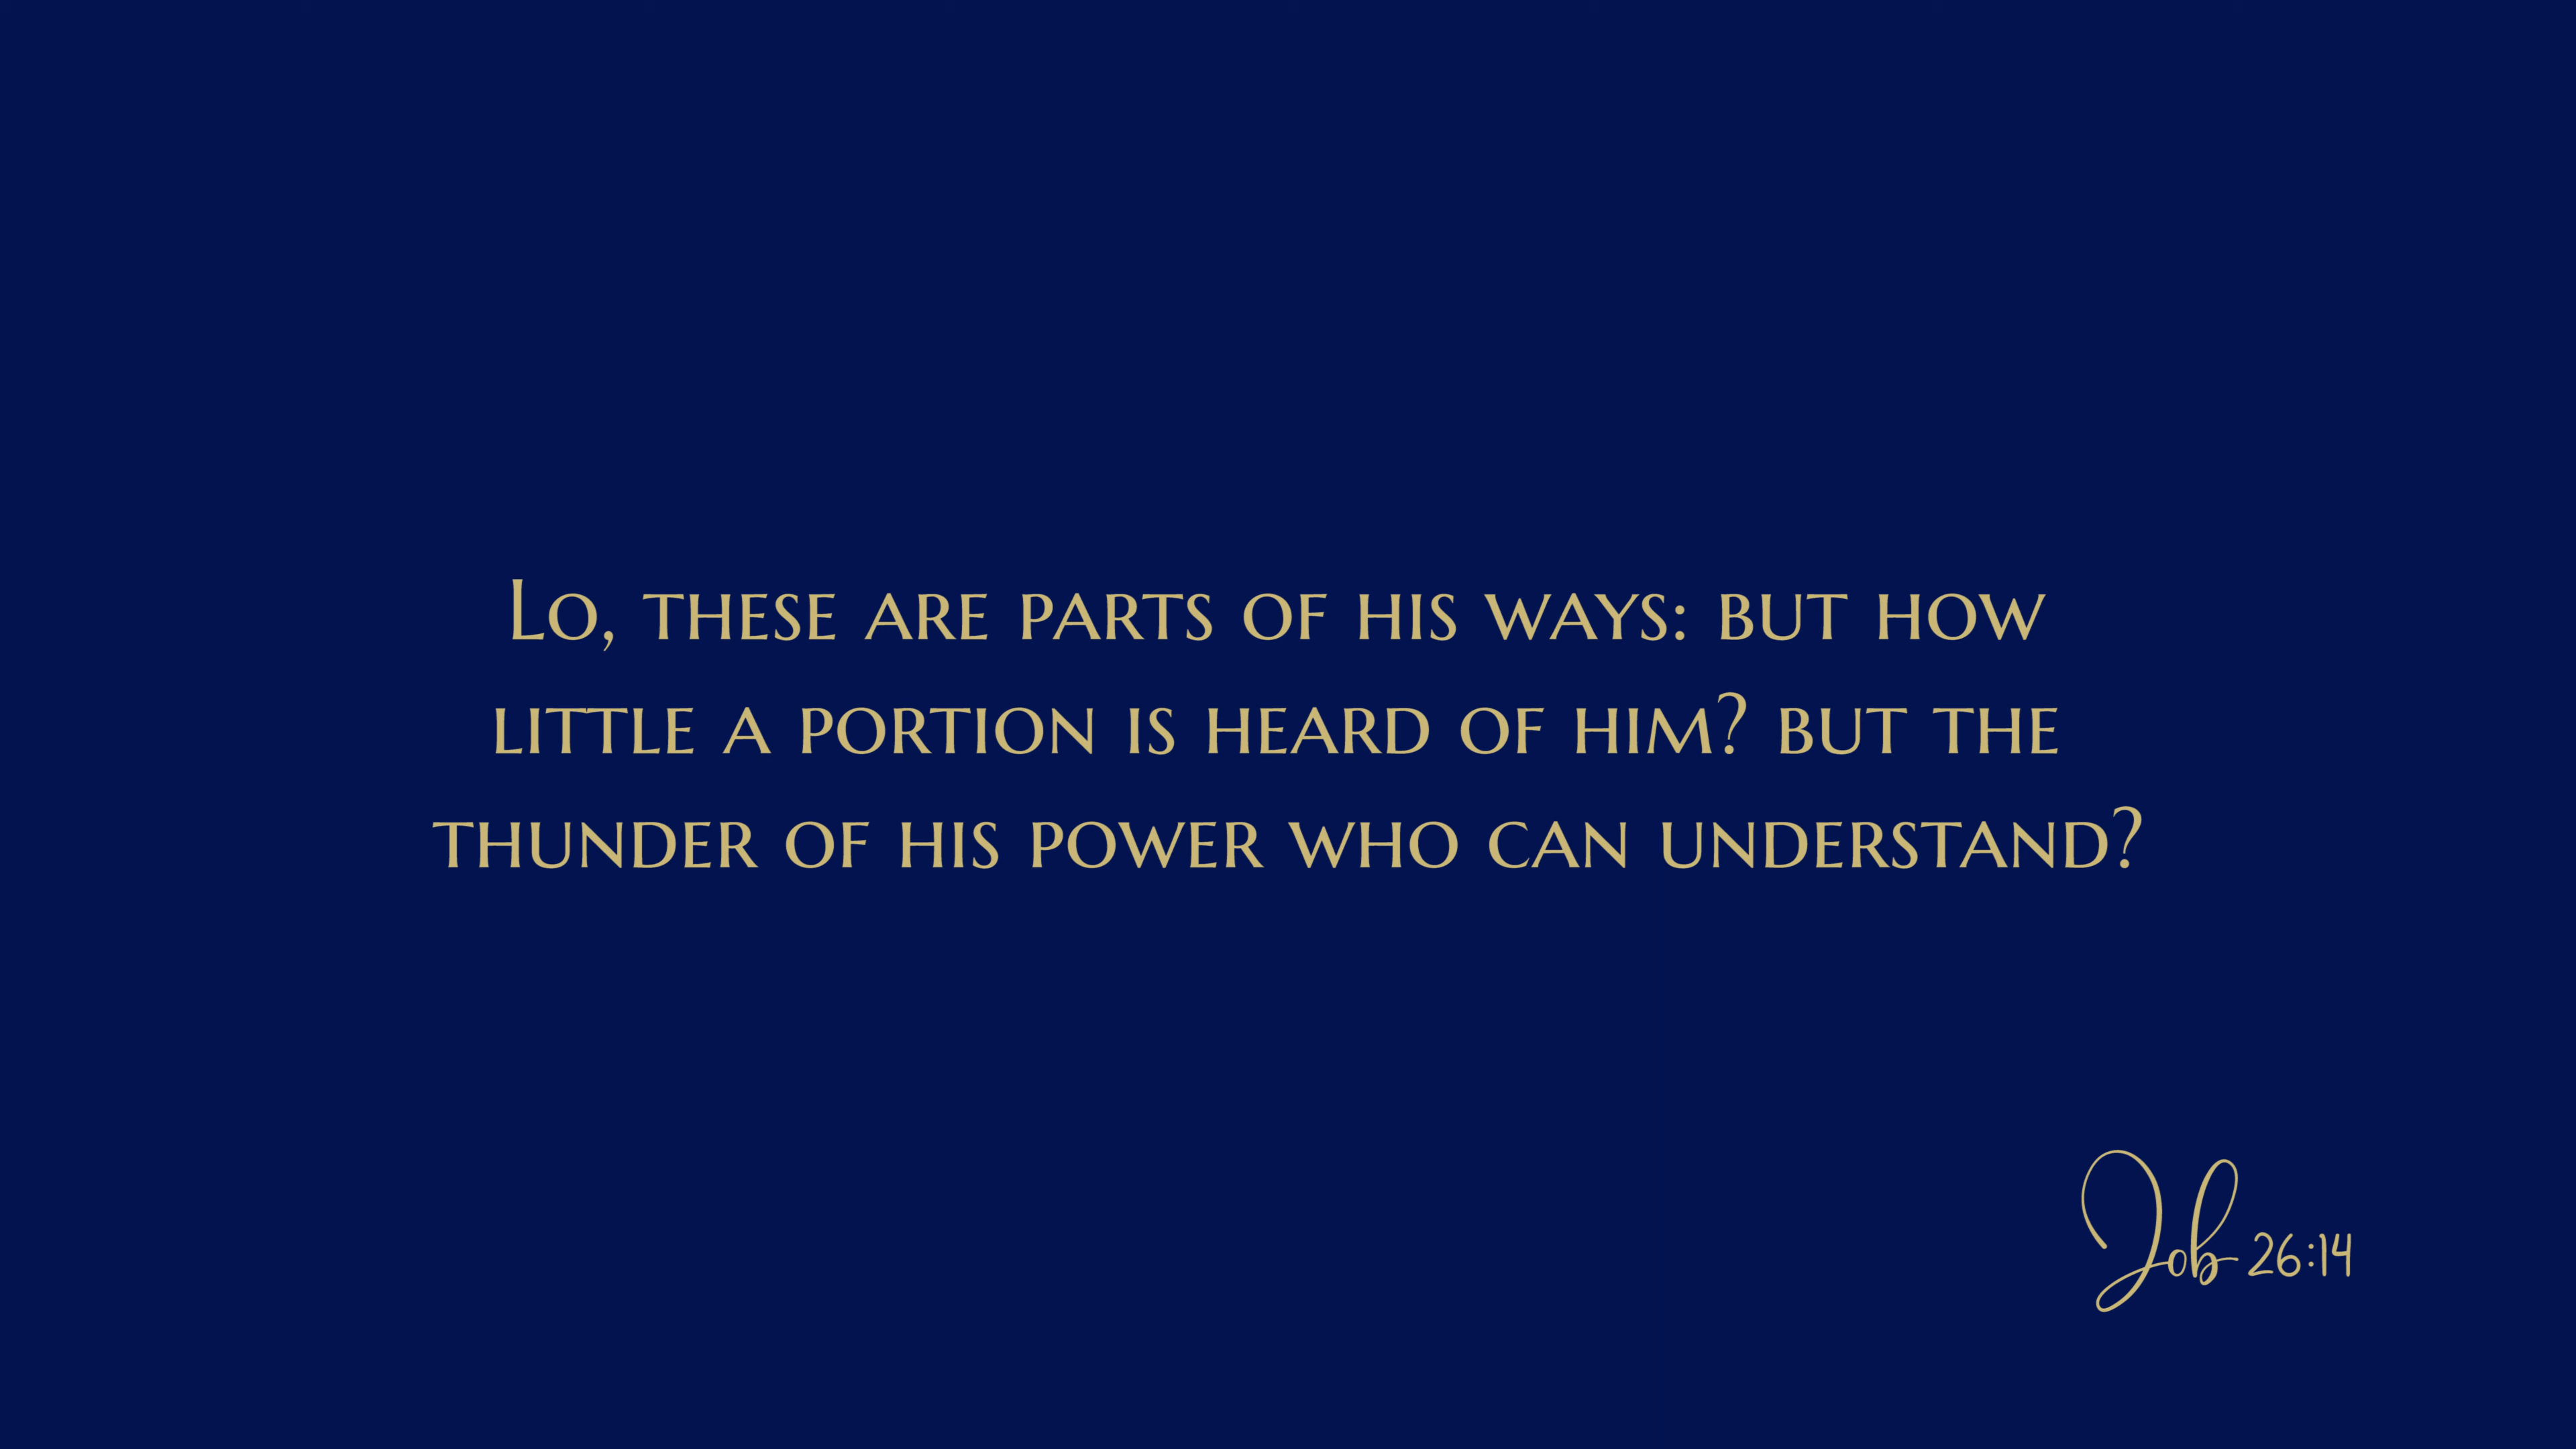 Lo, these are parts of his ways: but how
little a portion is heard of him? but the
thunder of his power who can understand?
Job 26:14